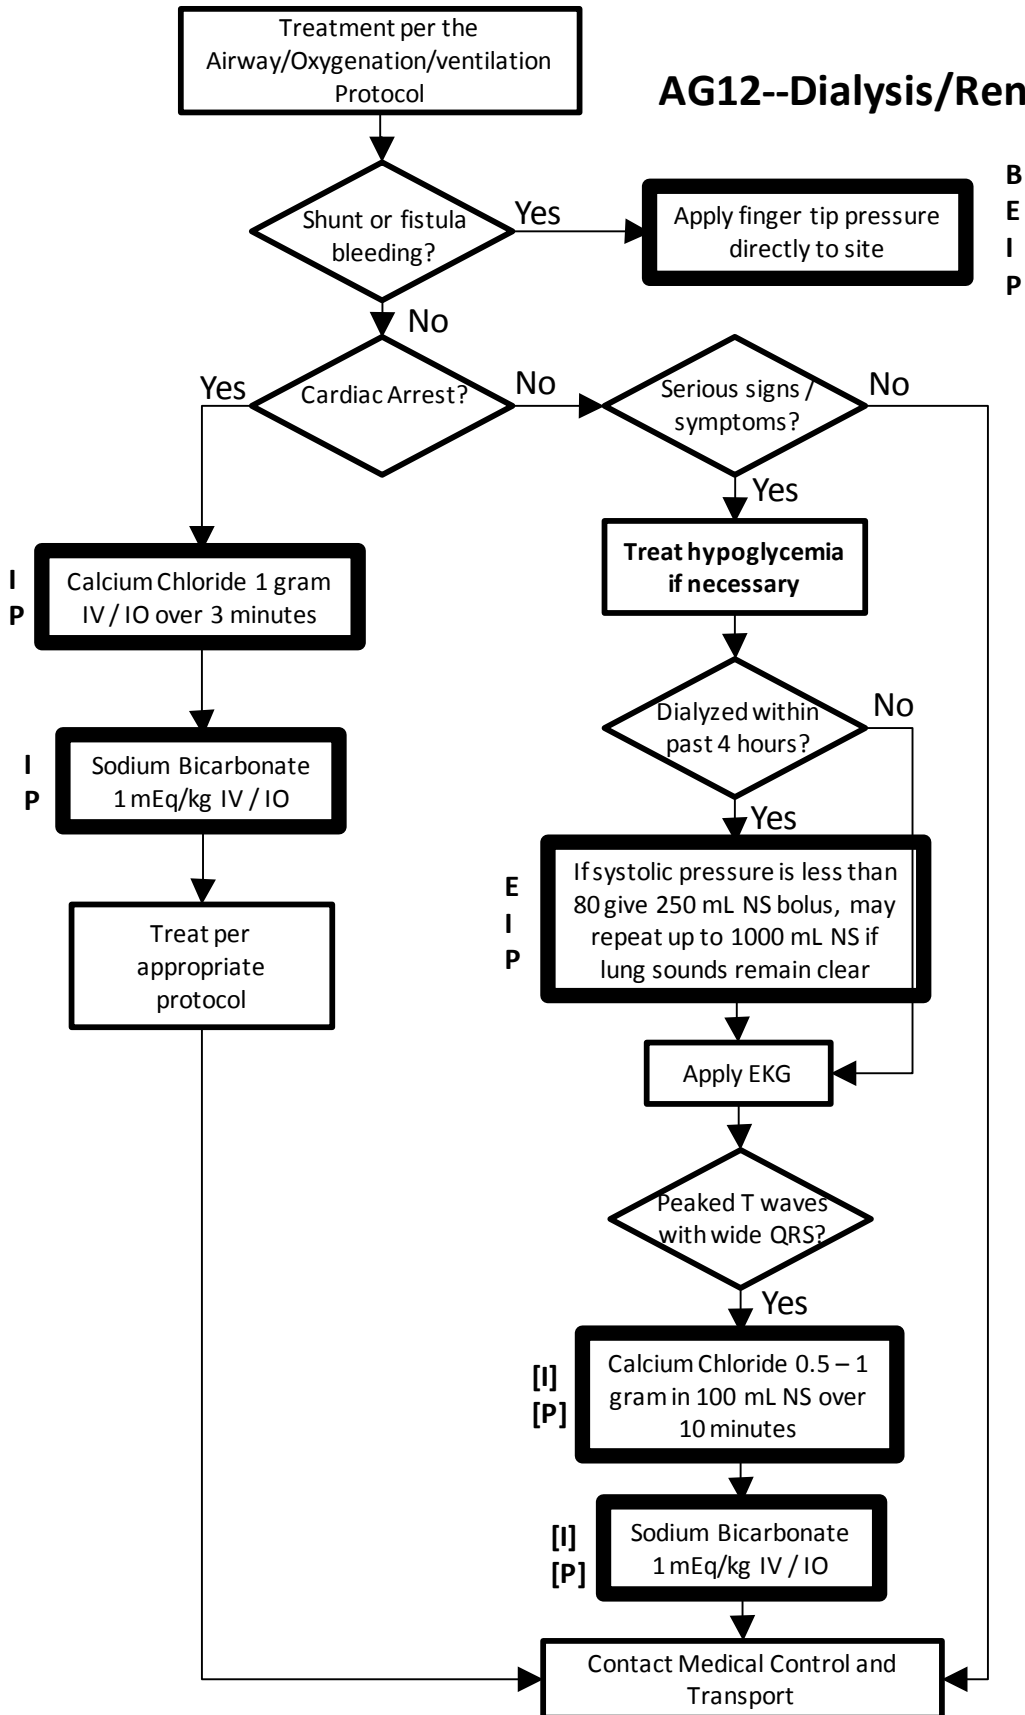 Treatment per the
Airway/Oxygenation/ventilation
Protocol
AG12--Dialysis/Ren
Shunt or fistula
bleeding?
Yes
Apply finger tip pressure
directly to site
B
E
I
P
No
Cardiac Arrest?
Yes
No
Serious signs /
symptoms?
No
Yes
Treat hypoglycemia
if necessary
I
P
Calcium Chloride 1 gram
IV / IO over 3 minutes
Dialyzed within
past 4 hours?
No
Yes
I
P
Sodium Bicarbonate
1 mEq/kg IV / IO
E
I
P
If systolic pressure is less than
80 give 250 mL NS bolus, may
repeat up to 1000 mL NS if
lung sounds remain clear
Treat per
appropriate
protocol
Apply EKG
Peaked T waves
with wide QRS?
Yes
[I]
[P]
Calcium Chloride 0.5 – 1
gram in 100 mL NS over
10 minutes
[I]
[P]
Sodium Bicarbonate
1 mEq/kg IV / IO
Contact Medical Control and
Transport